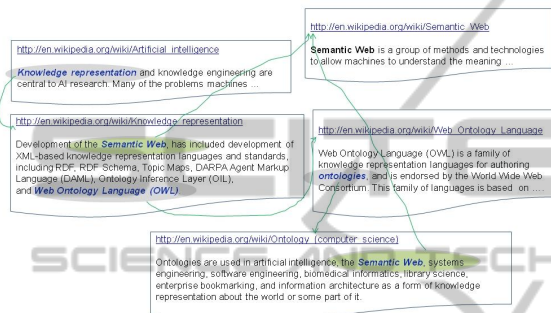 http://en.wikipedia.org/wiki/Semantic_Web
Semantic Web is a group of methods and technologies
to allow machines to understand the meaning ...
http://en.wikipedia.org/wiki/Artificial_intelligence
Knowledge representation and knowledge engineering are
central to AI research. Many of the problems machines ...
http://en.wikipedia.org/wiki/Knowledge_representation
Development of the Semantic Web, has included development of
XML-based knowledge representation languages and standards,
including RDF, RDF Schema, Topic Maps, DARPA Agent Markup
Language (DAML), Ontology Inference Layer (OIL),
and Web Ontology Language (OWL)
http://en.wikipedia.org/wiki/Web_Ontology_Language
Web Ontology Language (OWL) is a family of
knowledge representation languages for authoring
ontologies, and is endorsed by the World Wide Web
Consortium. This family of languages is based on .....
http://en.wikipedia.org/wiki/Ontology_(computer_science)
Ontologies are used in artificial intelligence, the Semantic Web, systems
engineering, software engineering, biomedical informatics, library science,
enterprise bookmarking, and information architecture as a form of knowledge
representation about the world or some part of it.